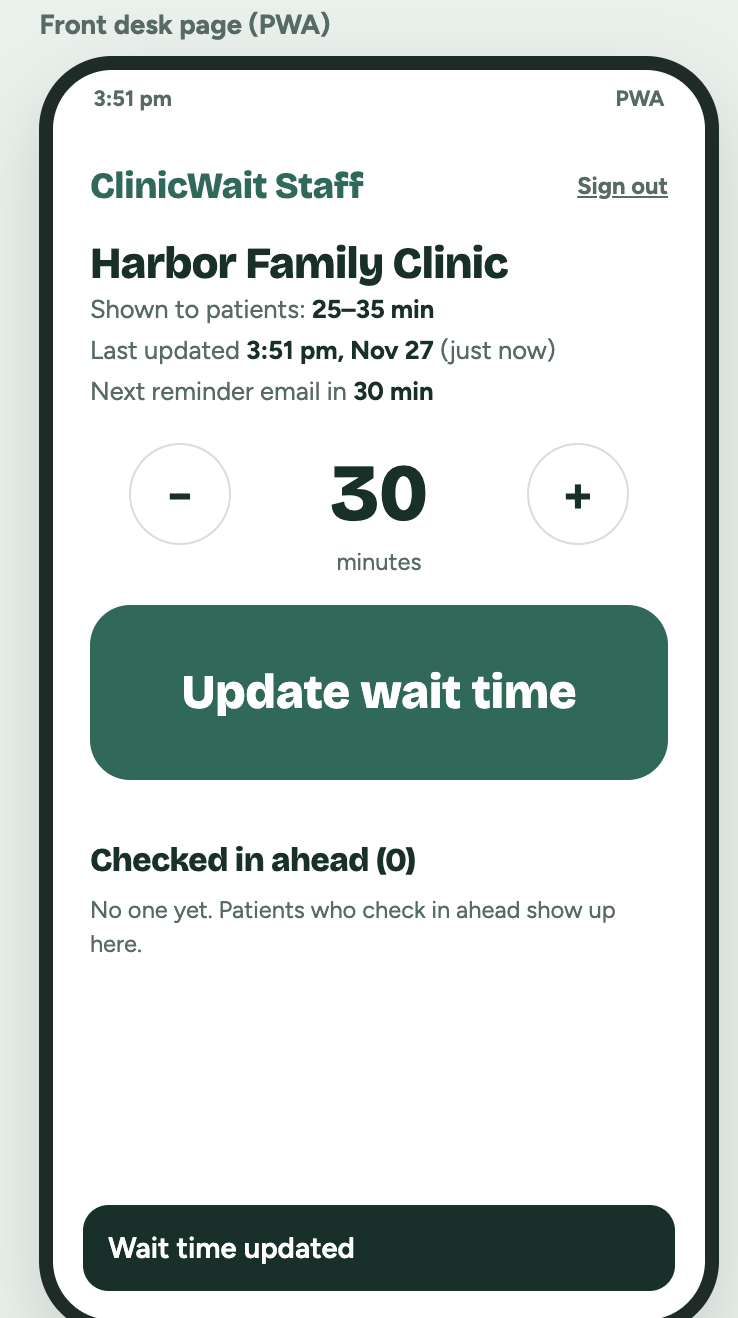 Front desk page (PWA)
3:51 pm PWA
ClinicWait Staff Sign out
Harbor Family Clinic
Shown to patients: 25–35 min
Last updated 3:51 pm, Nov 27 (just now)
Next reminder email in 30 min
– 30 +
minutes
Update wait time
Checked in ahead (0)
No one yet. Patients who check in ahead show up
here.
Wait time updated